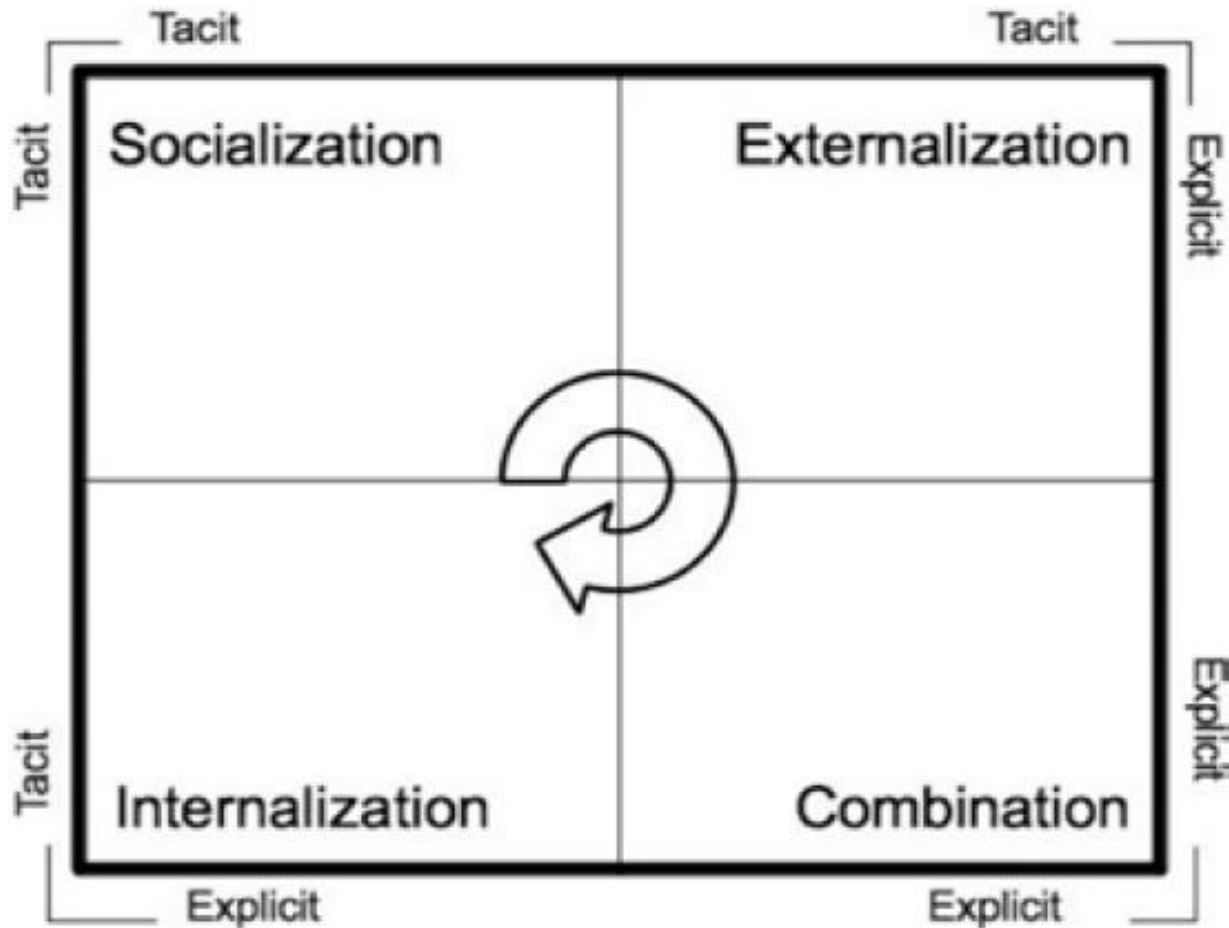 Tacit
Tacit
Tacit
Socialization
Externalization
Explicit
Tacit
Internalization
Combination
Explicit
Explicit
Explicit